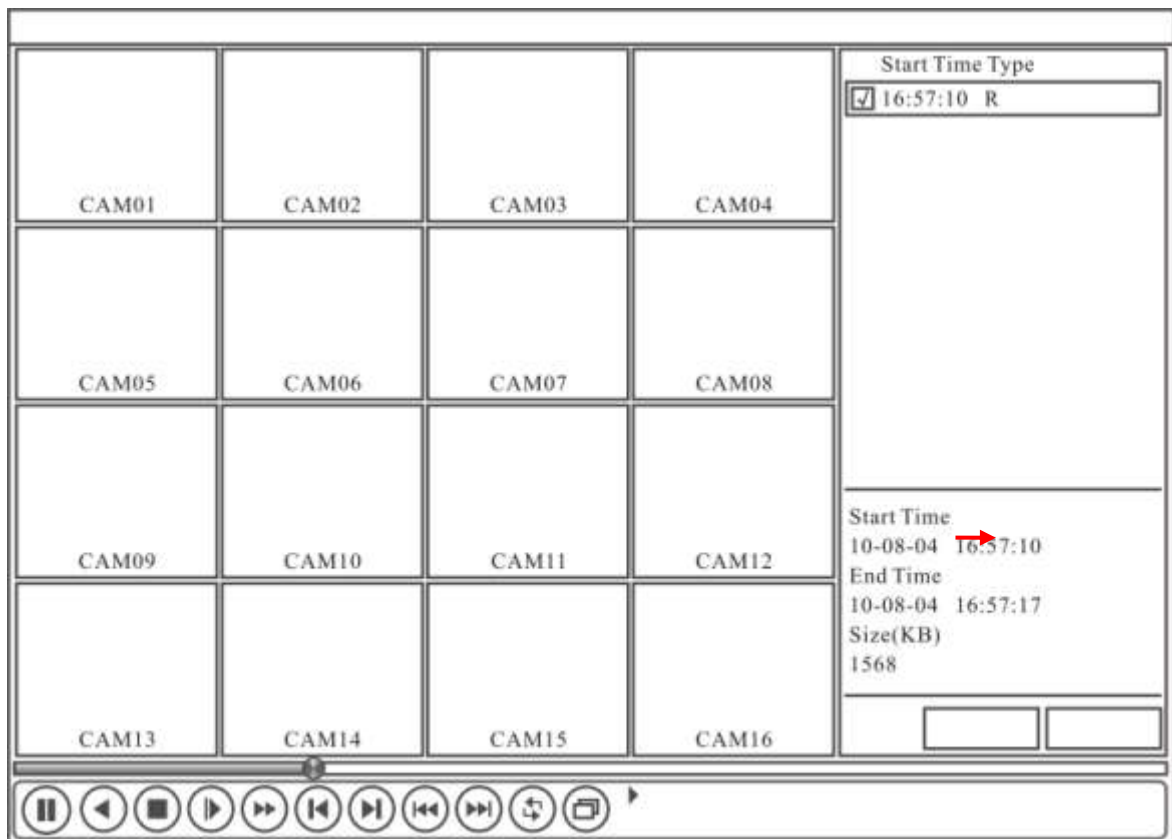 Start Time Type
16:57:10 R
CAM01 CAM02 CAM03 CAM04
CAM05 CAM06 CAM07 CAM08
CAM09 CAM10 CAM11 CAM12
CAM13 CAM14 CAM15 CAM16
Start Time
10-08-04 16:57:10
End Time
10-08-04 16:57:17
Size(KB)
1568